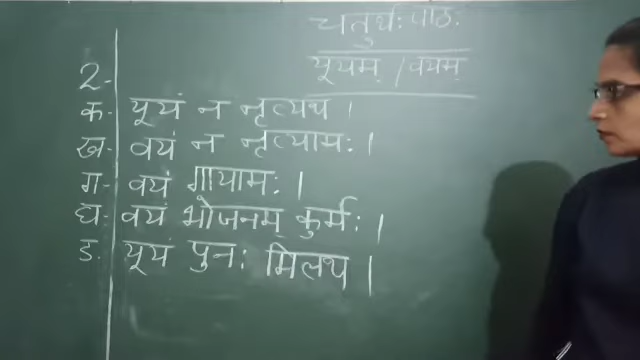 चतुर्थः पाठः
यूयम् / वयम्
2-
क- यूयं न नृत्यथ ।
ख- वयं न नृत्यामः ।
ग- वयं गायामः ।
घ- वयं भोजनम् कुर्मः ।
ड. यूयं पुनः मिलथ ।